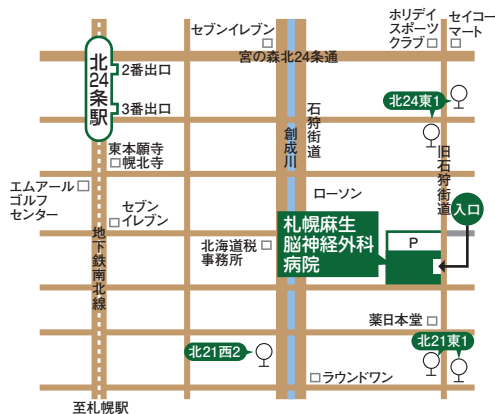 ホリデイ
スポーツ
クラブ
セイコー
マート
セブンイレブン
宮の森北24条通
北24条駅
2番出口
3番出口
北24東1
石狩街道
創成川
旧石狩街道
東本願寺
幌北寺
エムアール
ゴルフ
センター
セブン
イレブン
ローソン
入口
札幌麻生
脳神経外科
病院
P
地下鉄南北線
北海道税
事務所
薬日本堂
北21西2
北21東1
ラウンドワン
至札幌駅